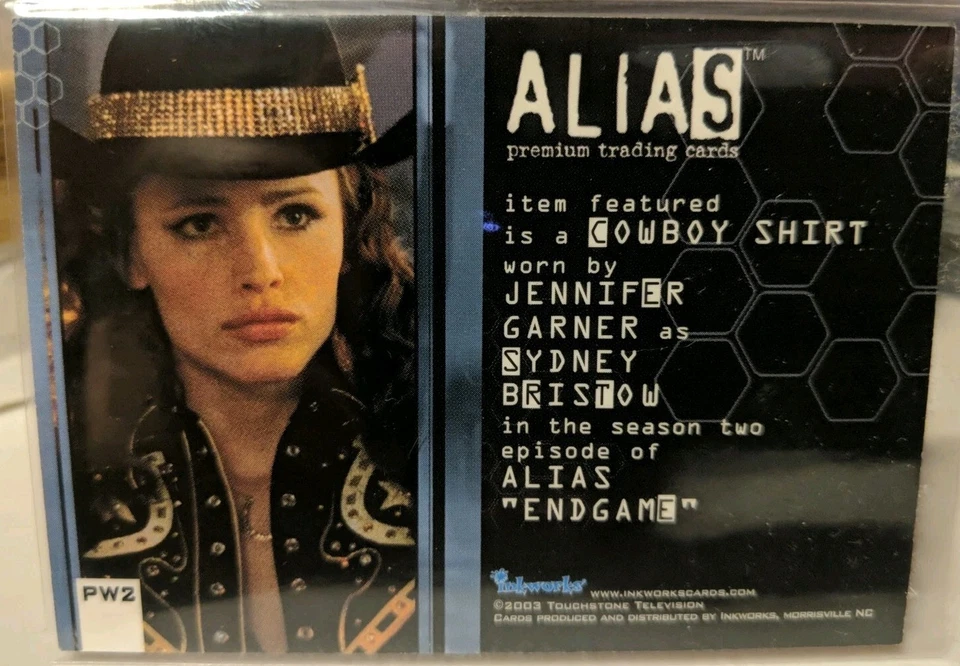 ALIAS™
premium trading cards
item featured
is a COWBOY SHIRT
worn by
JENNIFER
GARNER as
SYDNEY
BRISTOW
in the season two
episode of
ALIAS
"ENDGAME"
PW2
inkworks WWW.INKWORKSCARDS.COM
©2003 TOUCHSTONE TELEVISION
CARDS PRODUCED AND DISTRIBUTED BY INKWORKS, MORRISVILLE NC